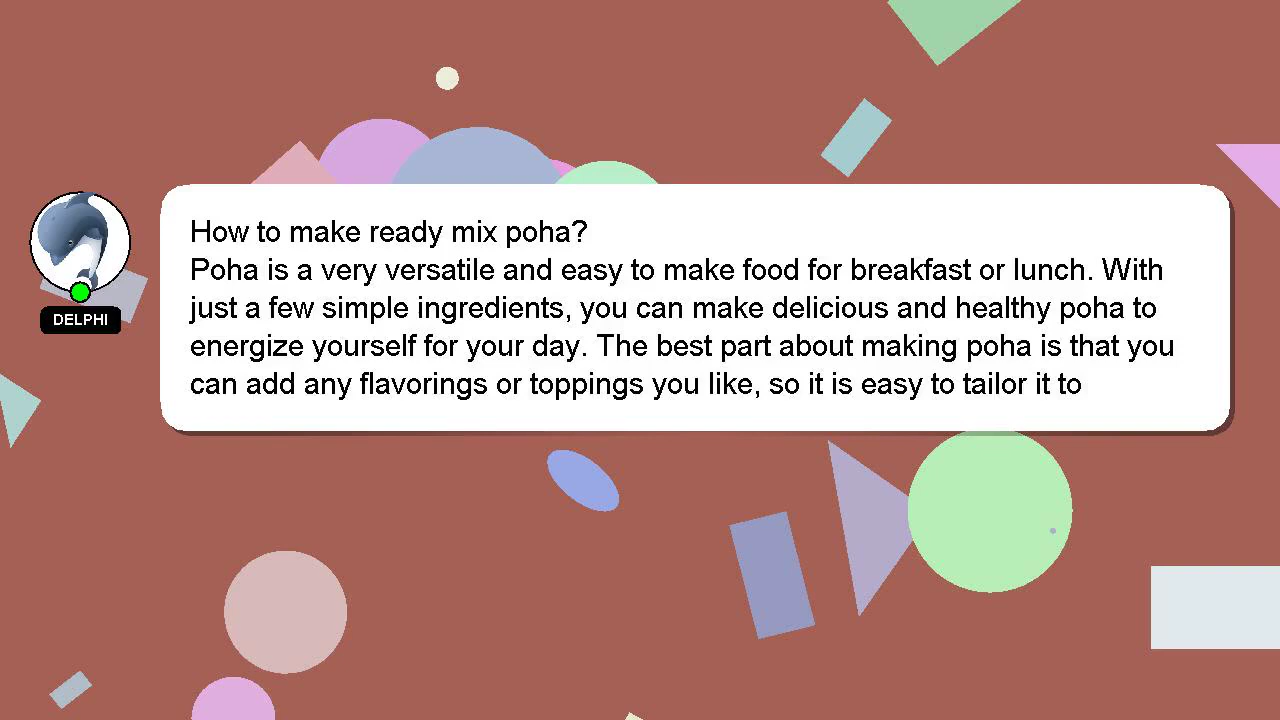 How to make ready mix poha?
Poha is a very versatile and easy to make food for breakfast or lunch. With
just a few simple ingredients, you can make delicious and healthy poha to
energize yourself for your day. The best part about making poha is that you
can add any flavorings or toppings you like, so it is easy to tailor it to
DELPHI